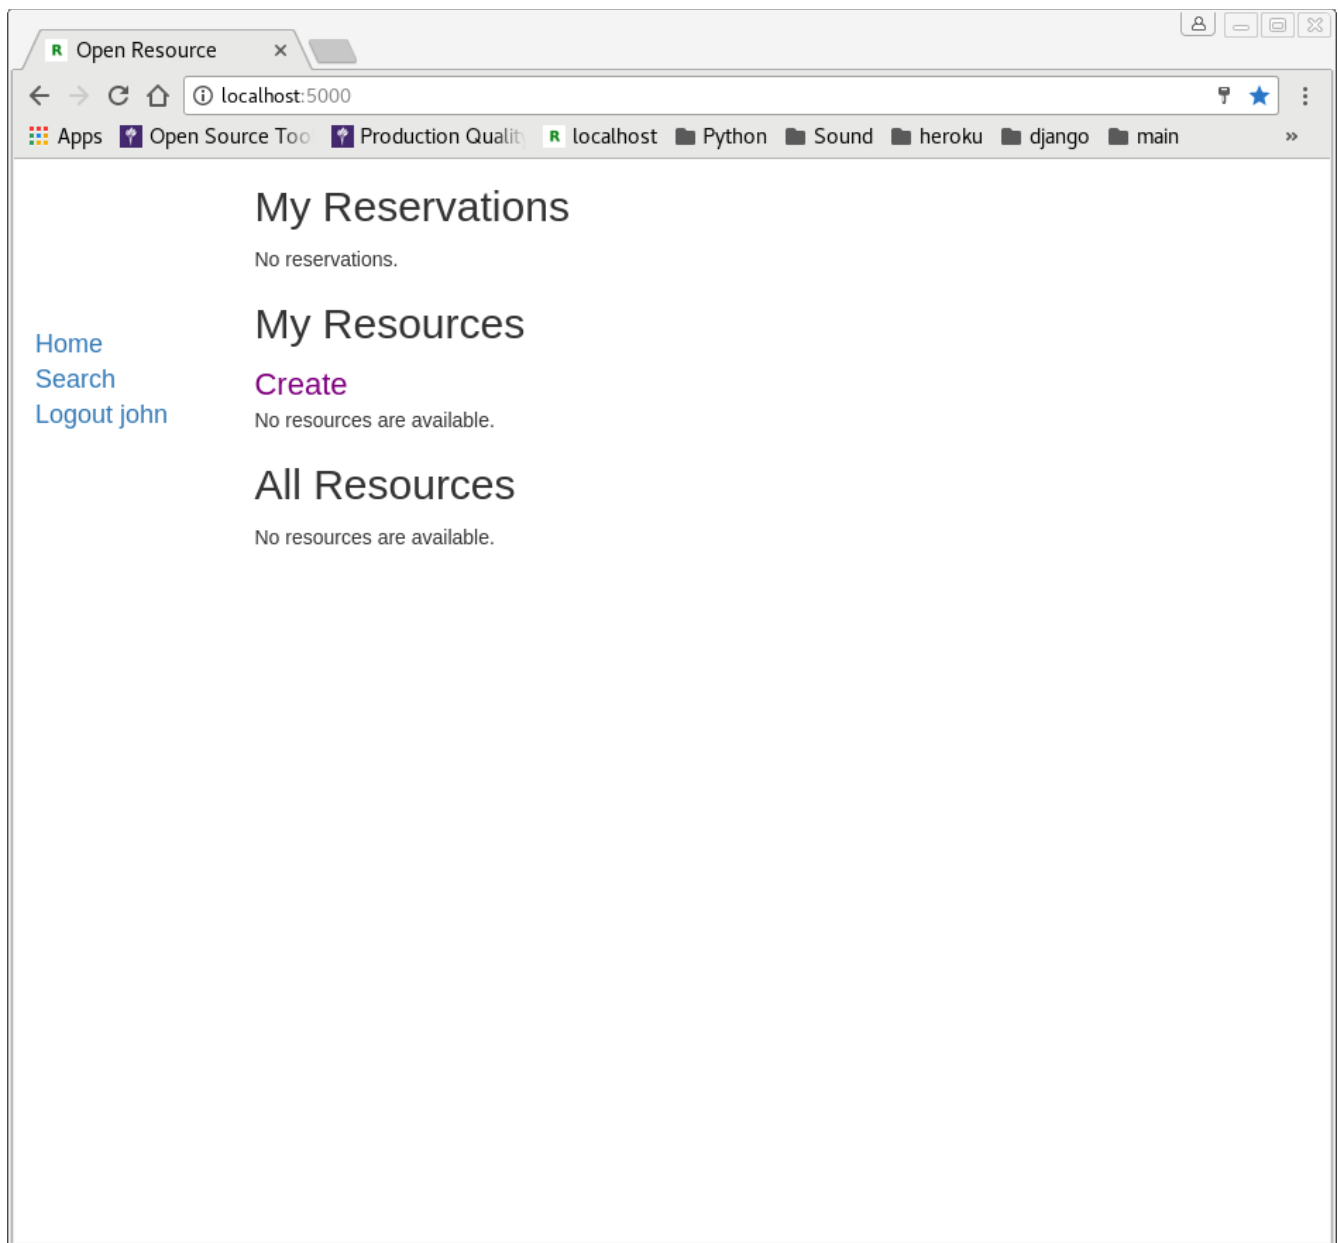 R Open Resource
localhost:5000
Apps Open Source Too Production Quality R localhost Python Sound heroku django main »
My Reservations
No reservations.
My Resources
Home
Search
Create
Logout john
No resources are available.
All Resources
No resources are available.